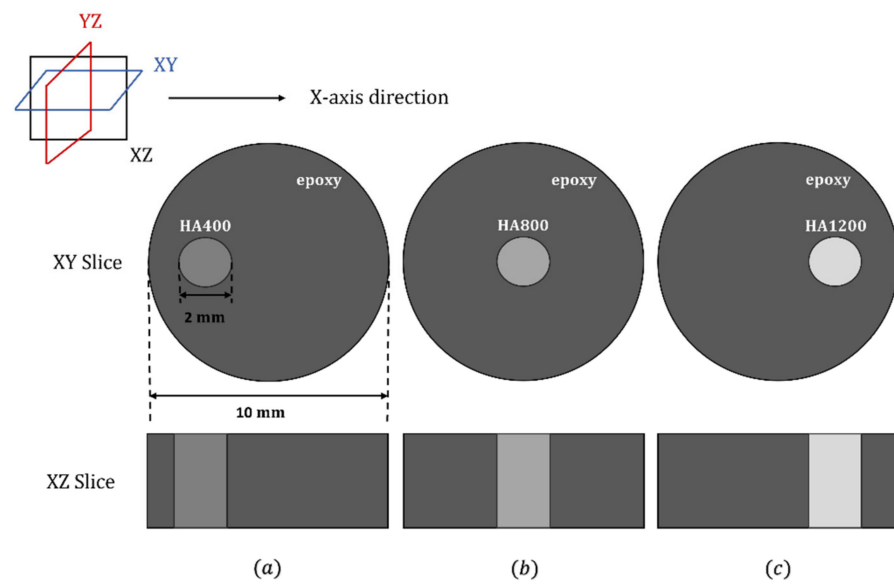 YZ
XY
X-axis direction
XZ
epoxy
epoxy
epoxy
HA400
HA800
HA1200
XY Slice
2 mm
10 mm
XZ Slice
(a)
(b)
(c)